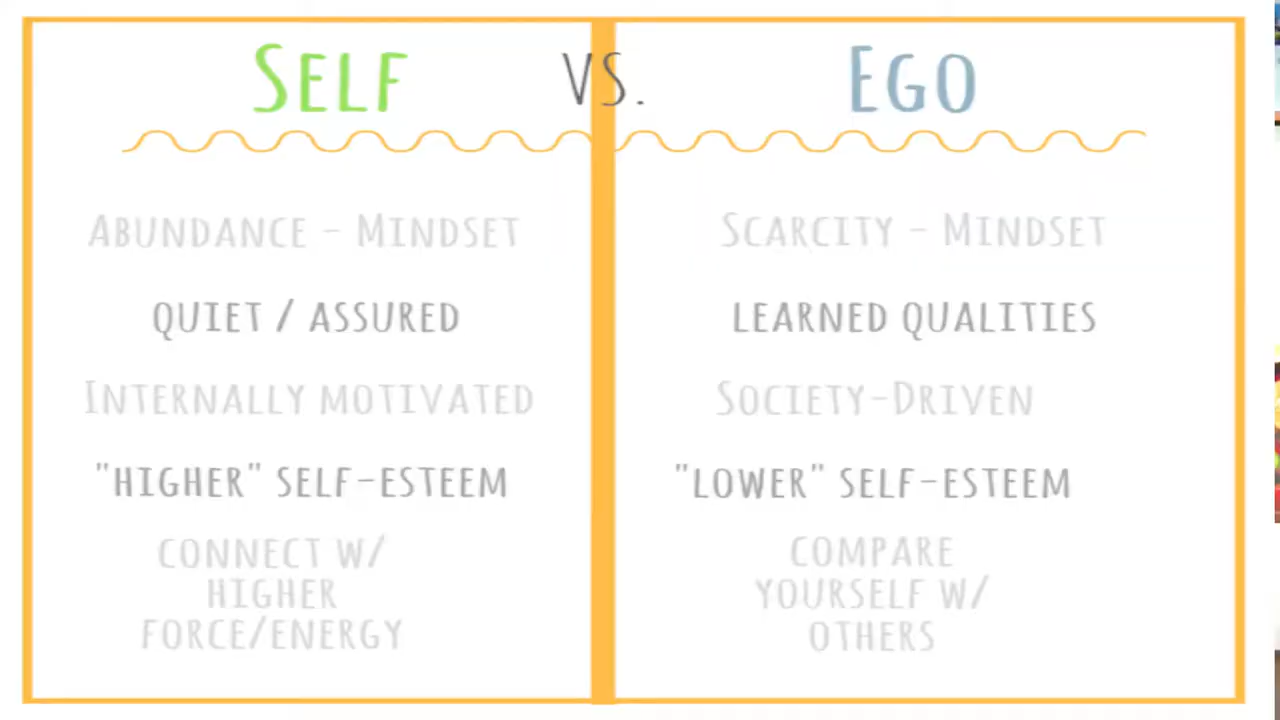 SELF VS. EGO
ABUNDANCE - MINDSET
SCARCITY - MINDSET
QUIET / ASSURED
LEARNED QUALITIES
INTERNALLY MOTIVATED
SOCIETY-DRIVEN
"HIGHER" SELF-ESTEEM
"LOWER" SELF-ESTEEM
CONNECT W/
HIGHER
FORCE/ENERGY
COMPARE
YOURSELF W/
OTHERS